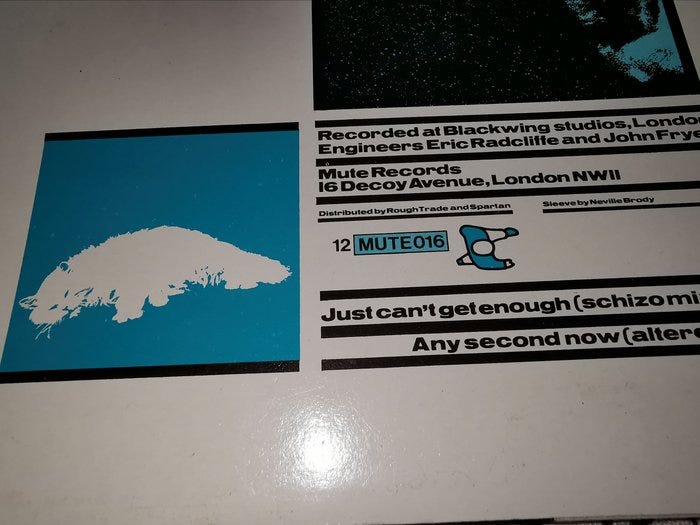 Recorded at Blackwing studios, Londo
Engineers Eric Radcliffe and John Frye
Mute Records
16 Decoy Avenue, London NW11
Distributed by Rough Trade and Spartan
Sleeve by Neville Brody
12 MUTE016
Just can't get enough (schizo mi
Any second now (alter